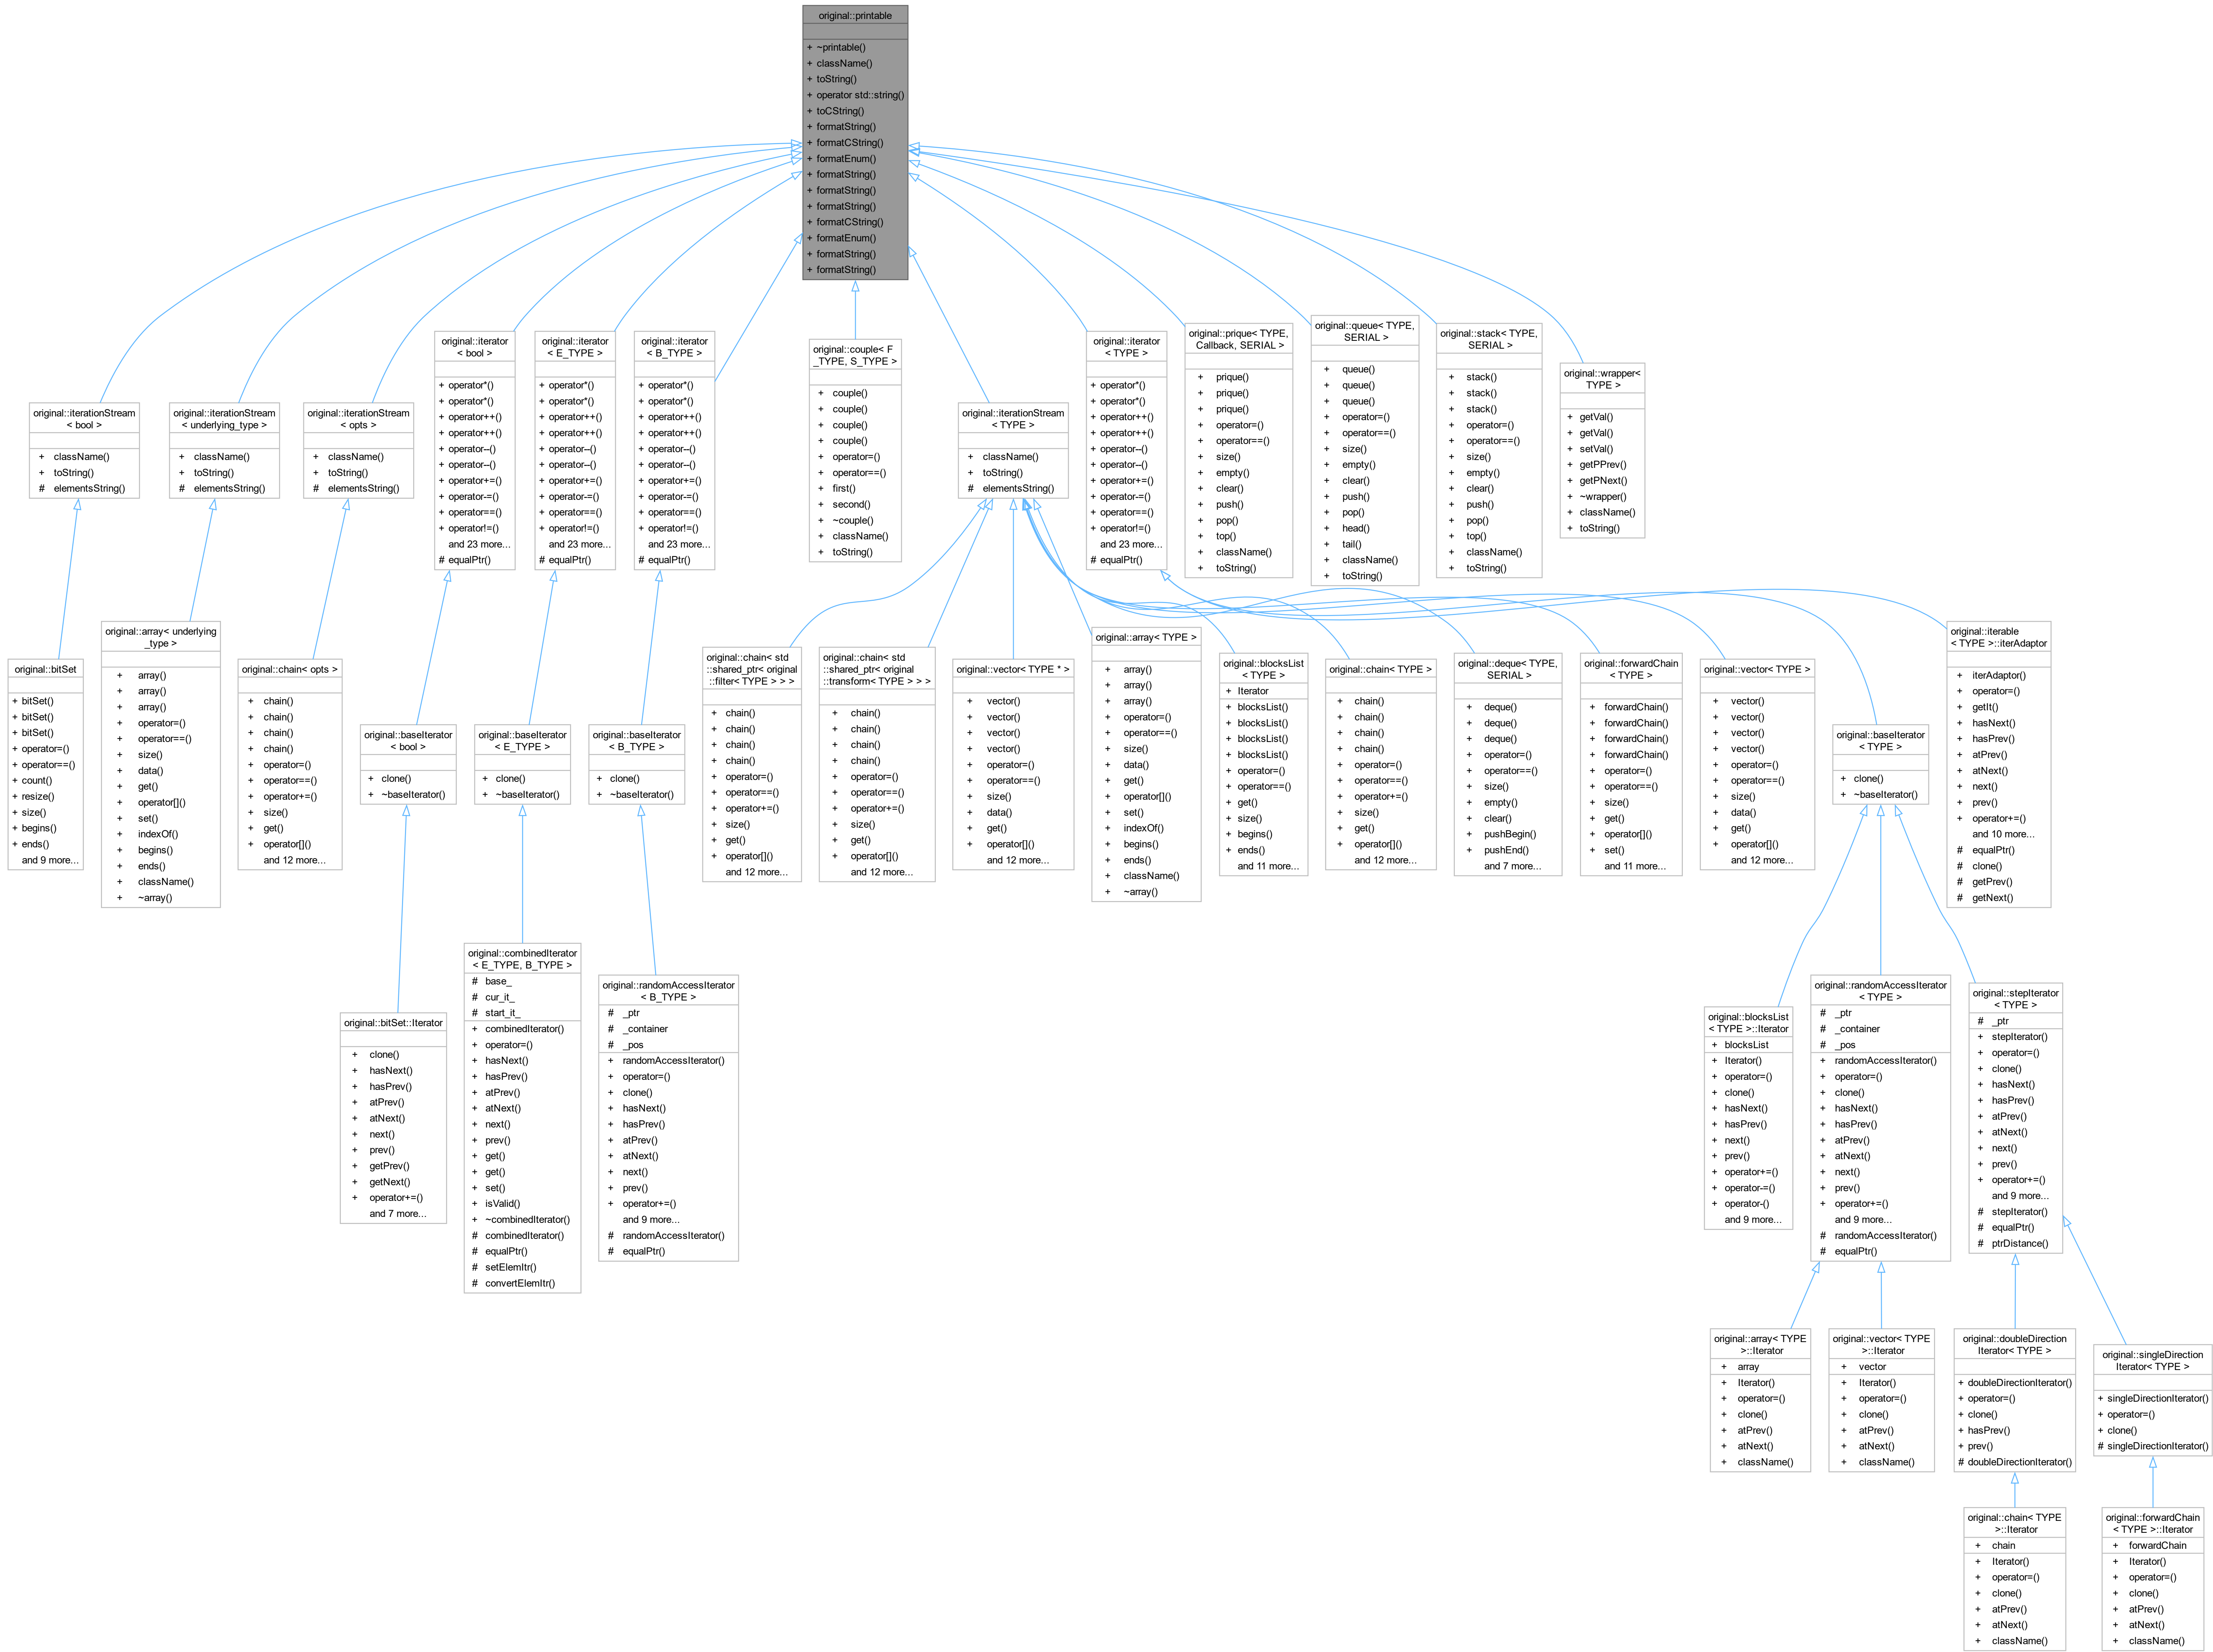 original::printable
+ ~printable()
+ className()
+ toString()
+ operator std::string()
+ toCString()
+ formatString()
+ formatCString()
+ formatEnum()
+ formatString()
+ formatString()
+ formatString()
+ formatCString()
+ formatEnum()
+ formatString()
+ formatString()
original::iterationStream
< bool >
+ className()
+ toString()
# elementsString()
original::iterationStream
< underlying_type >
+ className()
+ toString()
# elementsString()
original::iterationStream
< opts >
+ className()
+ toString()
# elementsString()
original::iterator
< bool >
+ operator*()
+ operator*()
+ operator++()
+ operator++()
+ operator--()
+ operator--()
+ operator+=()
+ operator-=()
+ operator==()
+ operator!=()
and 23 more...
# equalPtr()
original::iterator
< E_TYPE >
+ operator*()
+ operator*()
+ operator++()
+ operator++()
+ operator--()
+ operator--()
+ operator+=()
+ operator-=()
+ operator==()
+ operator!=()
and 23 more...
# equalPtr()
original::iterator
< B_TYPE >
+ operator*()
+ operator*()
+ operator++()
+ operator++()
+ operator--()
+ operator--()
+ operator+=()
+ operator-=()
+ operator==()
+ operator!=()
and 23 more...
# equalPtr()
original::couple< F
_TYPE, S_TYPE >
+ couple()
+ couple()
+ couple()
+ couple()
+ operator=()
+ operator==()
+ first()
+ second()
+ ~couple()
+ className()
+ toString()
original::iterationStream
< TYPE >
+ className()
+ toString()
# elementsString()
original::iterator
< TYPE >
+ operator*()
+ operator*()
+ operator++()
+ operator++()
+ operator--()
+ operator--()
+ operator+=()
+ operator-=()
+ operator==()
+ operator!=()
and 23 more...
# equalPtr()
original::prique< TYPE,
Callback, SERIAL >
+ prique()
+ prique()
+ prique()
+ operator=()
+ operator==()
+ size()
+ empty()
+ clear()
+ push()
+ pop()
+ top()
+ className()
+ toString()
original::queue< TYPE,
SERIAL >
+ queue()
+ queue()
+ queue()
+ operator=()
+ operator==()
+ size()
+ empty()
+ clear()
+ push()
+ pop()
+ head()
+ tail()
+ className()
+ toString()
original::stack< TYPE,
SERIAL >
+ stack()
+ stack()
+ stack()
+ operator=()
+ operator==()
+ size()
+ empty()
+ clear()
+ push()
+ pop()
+ top()
+ className()
+ toString()
original::wrapper<
TYPE >
+ getVal()
+ getVal()
+ setVal()
+ getPPrev()
+ getPNext()
+ ~wrapper()
+ className()
+ toString()
original::bitSet
+ bitSet()
+ bitSet()
+ bitSet()
+ operator=()
+ operator==()
+ count()
+ resize()
+ size()
+ begins()
+ ends()
and 9 more...
original::array< underlying
_type >
+ array()
+ array()
+ array()
+ operator=()
+ operator==()
+ size()
+ data()
+ get()
+ operator[]()
+ set()
+ indexOf()
+ begins()
+ ends()
+ className()
+ ~array()
original::chain< opts >
+ chain()
+ chain()
+ chain()
+ chain()
+ operator=()
+ operator==()
+ operator+=()
+ size()
+ get()
+ operator[]()
and 12 more...
original::baseIterator
< bool >
+ clone()
+ ~baseIterator()
original::baseIterator
< E_TYPE >
+ clone()
+ ~baseIterator()
original::baseIterator
< B_TYPE >
+ clone()
+ ~baseIterator()
original::chain< std
::shared_ptr< original
::filter< TYPE > > >
+ chain()
+ chain()
+ chain()
+ chain()
+ operator=()
+ operator==()
+ operator+=()
+ size()
+ get()
+ operator[]()
and 12 more...
original::chain< std
::shared_ptr< original
::transform< TYPE > > >
+ chain()
+ chain()
+ chain()
+ chain()
+ operator=()
+ operator==()
+ operator+=()
+ size()
+ get()
+ operator[]()
and 12 more...
original::vector< TYPE * >
+ vector()
+ vector()
+ vector()
+ vector()
+ operator=()
+ operator==()
+ size()
+ data()
+ get()
+ operator[]()
and 12 more...
original::array< TYPE >
+ array()
+ array()
+ array()
+ operator=()
+ operator==()
+ size()
+ data()
+ get()
+ operator[]()
+ set()
+ indexOf()
+ begins()
+ ends()
+ className()
+ ~array()
original::blocksList
< TYPE >
+ Iterator
+ blocksList()
+ blocksList()
+ blocksList()
+ blocksList()
+ operator=()
+ operator==()
+ get()
+ size()
+ begins()
+ ends()
and 11 more...
original::chain< TYPE >
+ chain()
+ chain()
+ chain()
+ chain()
+ operator=()
+ operator==()
+ operator+=()
+ size()
+ get()
+ operator[]()
and 12 more...
original::deque< TYPE,
SERIAL >
+ deque()
+ deque()
+ deque()
+ operator=()
+ operator==()
+ size()
+ empty()
+ clear()
+ pushBegin()
+ pushEnd()
and 7 more...
original::forwardChain
< TYPE >
+ forwardChain()
+ forwardChain()
+ forwardChain()
+ forwardChain()
+ operator=()
+ operator==()
+ size()
+ get()
+ operator[]()
+ set()
and 11 more...
original::vector< TYPE >
+ vector()
+ vector()
+ vector()
+ vector()
+ operator=()
+ operator==()
+ size()
+ data()
+ get()
+ operator[]()
and 12 more...
original::baseIterator
< TYPE >
+ clone()
+ ~baseIterator()
original::iterable
< TYPE >::iterAdaptor
+ iterAdaptor()
+ operator=()
+ getIt()
+ hasNext()
+ hasPrev()
+ atPrev()
+ atNext()
+ next()
+ prev()
+ operator+=()
and 10 more...
# equalPtr()
# clone()
# getPrev()
# getNext()
original::bitSet::Iterator
+ clone()
+ hasNext()
+ hasPrev()
+ atPrev()
+ atNext()
+ next()
+ prev()
+ getPrev()
+ getNext()
+ operator+=()
and 7 more...
original::combinedIterator
< E_TYPE, B_TYPE >
# base_
# cur_it_
# start_it_
+ combinedIterator()
+ operator=()
+ hasNext()
+ hasPrev()
+ atPrev()
+ atNext()
+ next()
+ prev()
+ get()
+ get()
+ set()
+ isValid()
+ ~combinedIterator()
# combinedIterator()
# equalPtr()
# setElemItr()
# convertElemItr()
original::randomAccessIterator
< B_TYPE >
# _ptr
# _container
# _pos
+ randomAccessIterator()
+ operator=()
+ clone()
+ hasNext()
+ hasPrev()
+ atPrev()
+ atNext()
+ next()
+ prev()
+ operator+=()
and 9 more...
# randomAccessIterator()
# equalPtr()
original::blocksList
< TYPE >::Iterator
+ blocksList
+ Iterator()
+ operator=()
+ clone()
+ hasNext()
+ hasPrev()
+ next()
+ prev()
+ operator+=()
+ operator-=()
+ operator-()
and 9 more...
original::randomAccessIterator
< TYPE >
# _ptr
# _container
# _pos
+ randomAccessIterator()
+ operator=()
+ clone()
+ hasNext()
+ hasPrev()
+ atPrev()
+ atNext()
+ next()
+ prev()
+ operator+=()
and 9 more...
# randomAccessIterator()
# equalPtr()
original::stepIterator
< TYPE >
# _ptr
+ stepIterator()
+ operator=()
+ clone()
+ hasNext()
+ hasPrev()
+ atPrev()
+ atNext()
+ next()
+ prev()
+ operator+=()
and 9 more...
# stepIterator()
# equalPtr()
# ptrDistance()
original::array< TYPE
>::Iterator
+ array
+ Iterator()
+ operator=()
+ clone()
+ atPrev()
+ atNext()
+ className()
original::vector< TYPE
>::Iterator
+ vector
+ Iterator()
+ operator=()
+ clone()
+ atPrev()
+ atNext()
+ className()
original::doubleDirection
Iterator< TYPE >
+ doubleDirectionIterator()
+ operator=()
+ clone()
+ hasPrev()
+ prev()
# doubleDirectionIterator()
original::singleDirection
Iterator< TYPE >
+ singleDirectionIterator()
+ operator=()
+ clone()
# singleDirectionIterator()
original::chain< TYPE
>::Iterator
+ chain
+ Iterator()
+ operator=()
+ clone()
+ atPrev()
+ atNext()
+ className()
original::forwardChain
< TYPE >::Iterator
+ forwardChain
+ Iterator()
+ operator=()
+ clone()
+ atPrev()
+ atNext()
+ className()